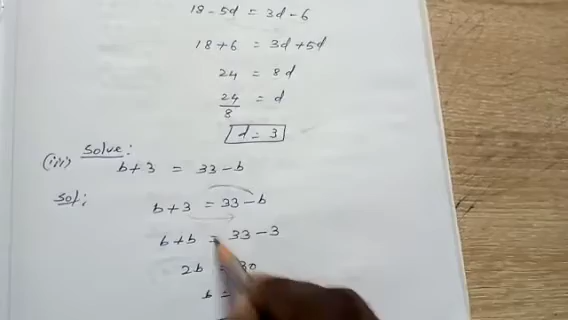 18 - 5d = 3d - 6
18 + 6 = 3d + 5d
24 = 8d
24/8 = d
d = 3
(iii) Solve:
b + 3 = 33 - b
Sol;
b + 3 = 33 - b
b + b = 33 - 3
2b = 30
b =